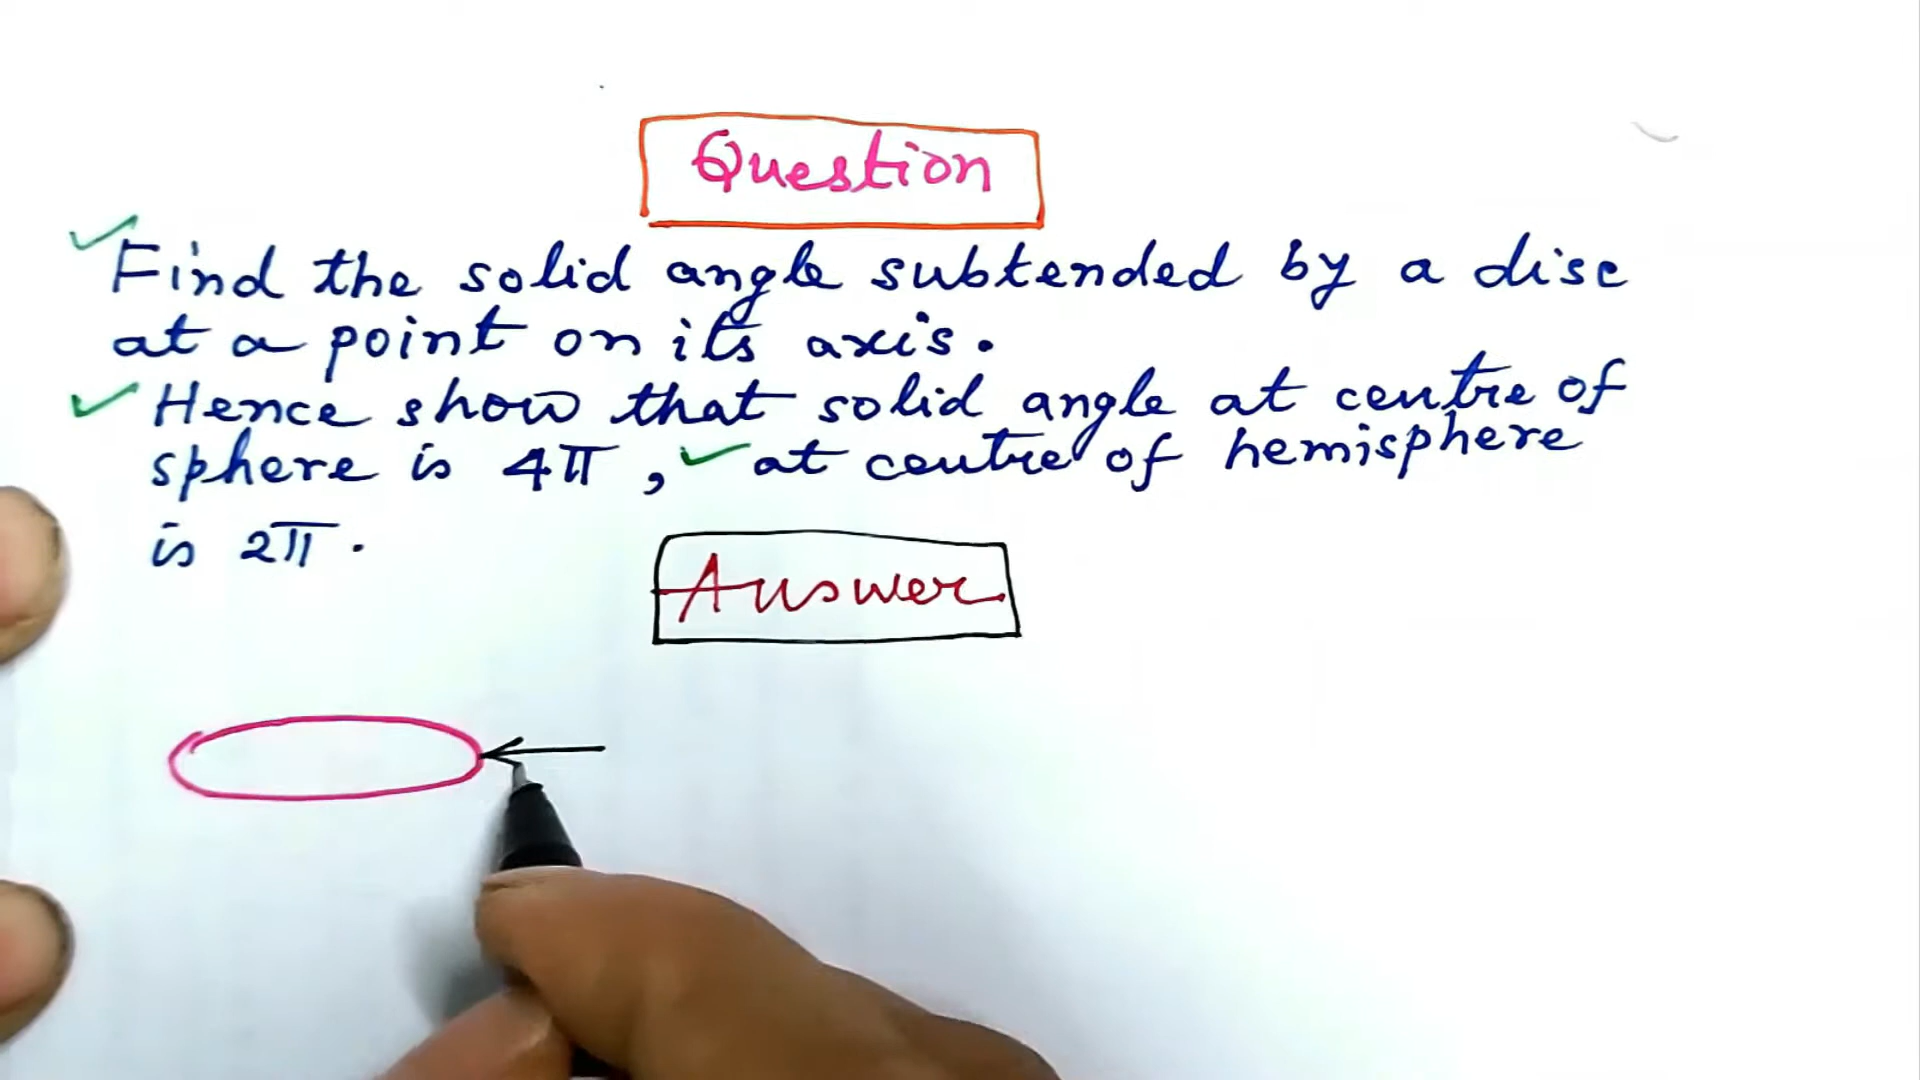 Question
Find the solid angle subtended by a disc
at a point on its axis.
Hence show that solid angle at centre of
sphere is 4π, at centre of hemisphere
is 2π.
Answer